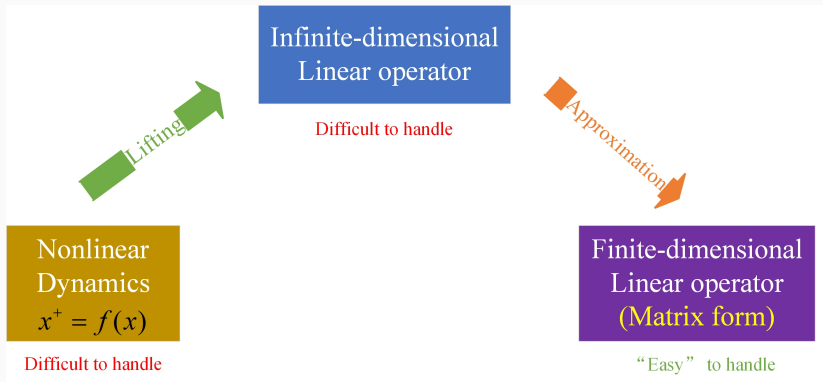 Infinite-dimensional
Linear operator
Difficult to handle
Lifting
Approximation
Nonlinear
Dynamics
x⁺ = f(x)
Difficult to handle
Finite-dimensional
Linear operator
(Matrix form)
“Easy” to handle